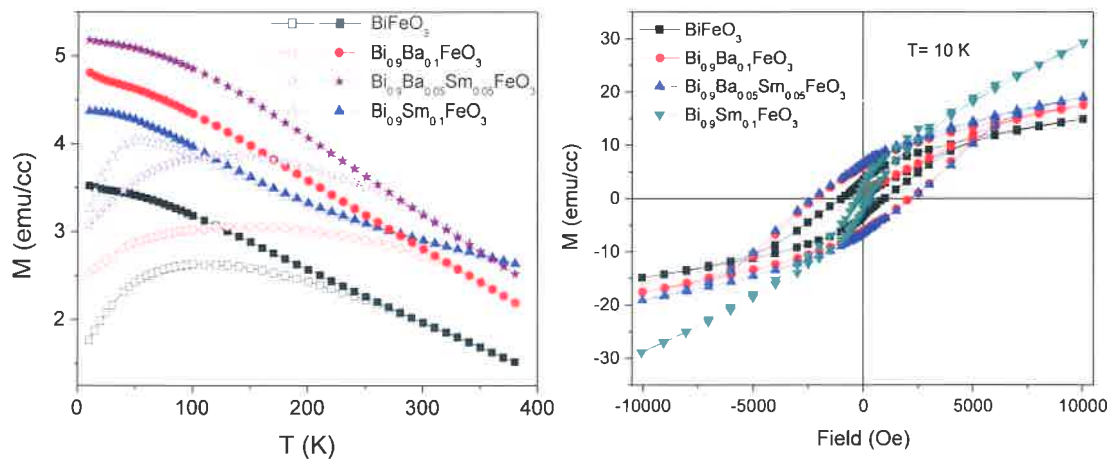 BiFeO₃
Bi₀.₉Ba₀.₁FeO₃
Bi₀.₉Ba₀.₀₅Sm₀.₀₅FeO₃
Bi₀.₉Sm₀.₁FeO₃
5
4
3
2
M (emu/cc)
0
100
200
300
400
T (K)
BiFeO₃
Bi₀.₉Ba₀.₁FeO₃
Bi₀.₉Ba₀.₀₅Sm₀.₀₅FeO₃
Bi₀.₉Sm₀.₁FeO₃
T= 10 K
30
20
10
0
-10
-20
-30
M (emu/cc)
-10000
-5000
0
5000
10000
Field (Oe)